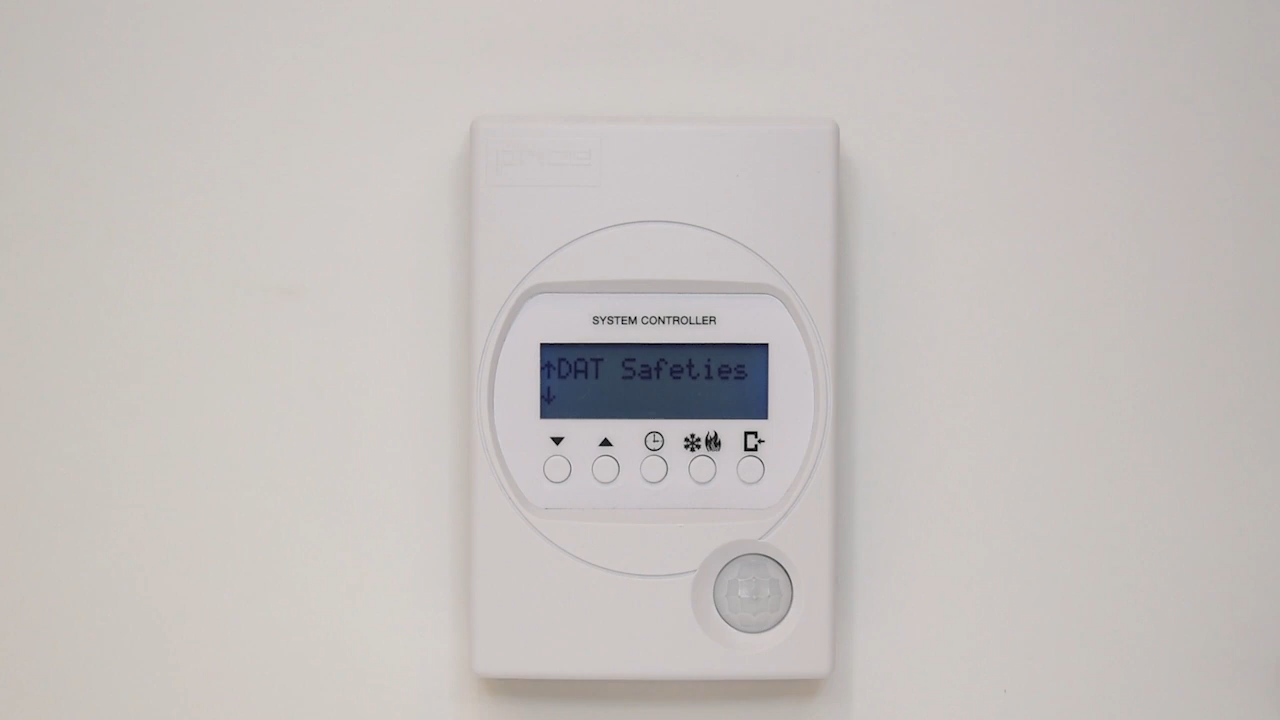 SYSTEM CONTROLLER
↑DAT Safeties
↓